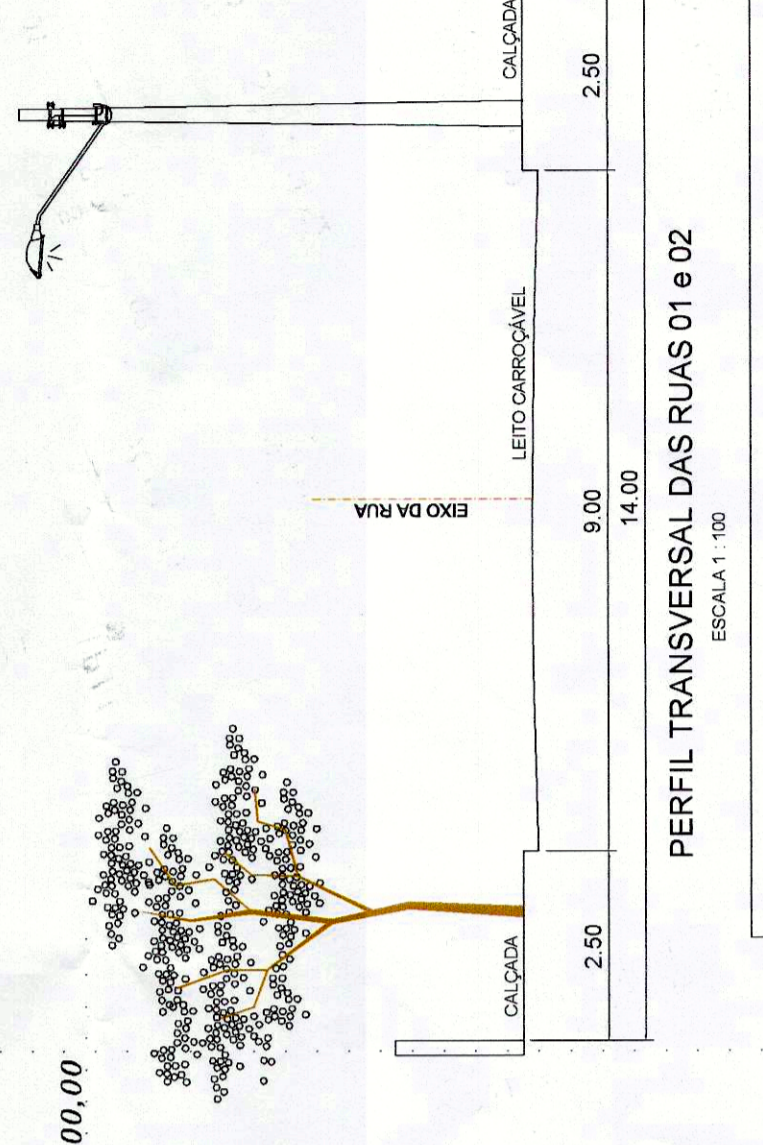 00,00
EIXO DA RUA
CALÇADA
LEITO CARROÇÁVEL
CALÇADA
2.50
9.00
2.50
14.00
PERFIL TRANSVERSAL DAS RUAS 01 e 02
ESCALA 1 : 100